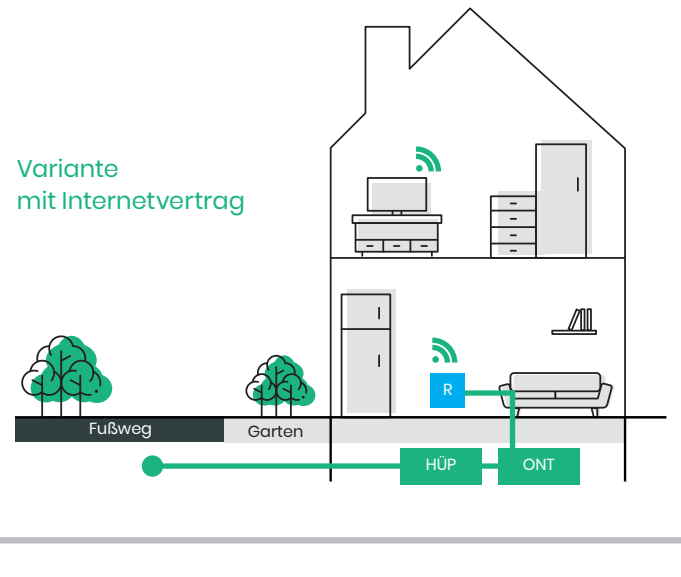 Variante
mit Internetvertrag
R
Fußweg
Garten
HÜP
ONT